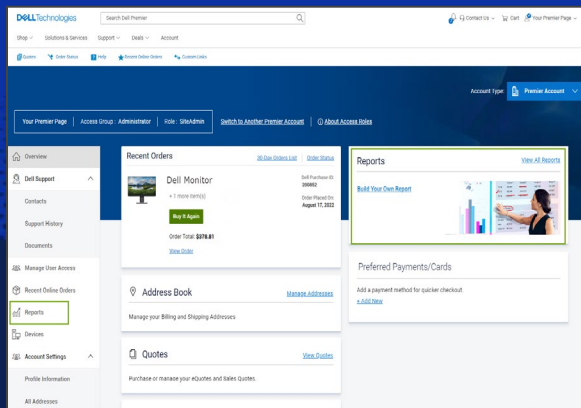 DELLTechnologies
Search Dell Premier
Contact Us
Cart
Your Premier Page
Shop
Solutions & Services
Support
Deals
Account
Quotes
Order Status
Help
Recent Online Orders
Custom Links
Account Type:
Premier Account
Your Premier Page
Access Group : Administrator
Role : SiteAdmin
Switch to Another Premier Account
About Access Roles
Overview
Dell Support
Contacts
Support History
Documents
Manage User Access
Recent Online Orders
Reports
Devices
Account Settings
Profile Information
All Addresses
Recent Orders
30-Day Orders List
Order Status
Dell Monitor
+ 1 more item(s)
Buy It Again
Order Total: $378.81
View Order
Dell Purchase ID:
Order Placed On:
August 17, 2022
Address Book
Manage Addresses
Manage your Billing and Shipping Addresses
Quotes
View Quotes
Purchase or manage your eQuotes and Sales Quotes.
Reports
View All Reports
Build Your Own Report
Preferred Payments/Cards
Add a payment method for quicker checkout.
+ Add New